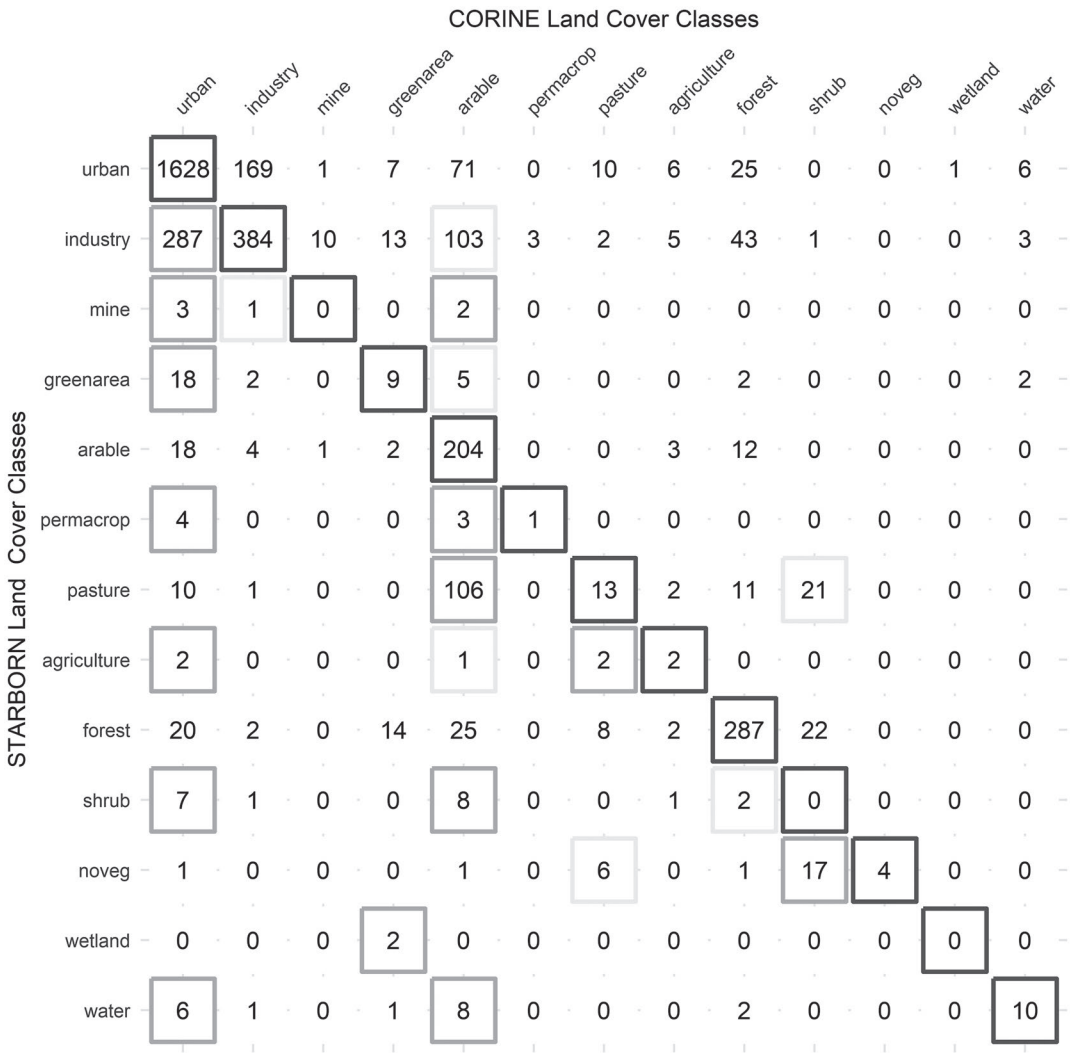 CORINE Land Cover Classes
urban industry mine greenarea arable permacrop pasture agriculture forest shrub noveg wetland water
STARBORN Land Cover Classes
urban 1628 169 1 7 71 0 10 6 25 0 0 1 6
industry 287 384 10 13 103 3 2 5 43 1 0 0 3
mine 3 1 0 0 2 0 0 0 0 0 0 0 0
greenarea 18 2 0 9 5 0 0 0 2 0 0 0 2
arable 18 4 1 2 204 0 0 3 12 0 0 0 0
permacrop 4 0 0 0 3 1 0 0 0 0 0 0 0
pasture 10 1 0 0 106 0 13 2 11 21 0 0 0
agriculture 2 0 0 0 1 0 2 2 0 0 0 0 0
forest 20 2 0 14 25 0 8 2 287 22 0 0 0
shrub 7 1 0 0 8 0 0 1 2 0 0 0 0
noveg 1 0 0 0 1 0 6 0 1 17 4 0 0
wetland 0 0 0 2 0 0 0 0 0 0 0 0 0
water 6 1 0 1 8 0 0 0 2 0 0 0 10